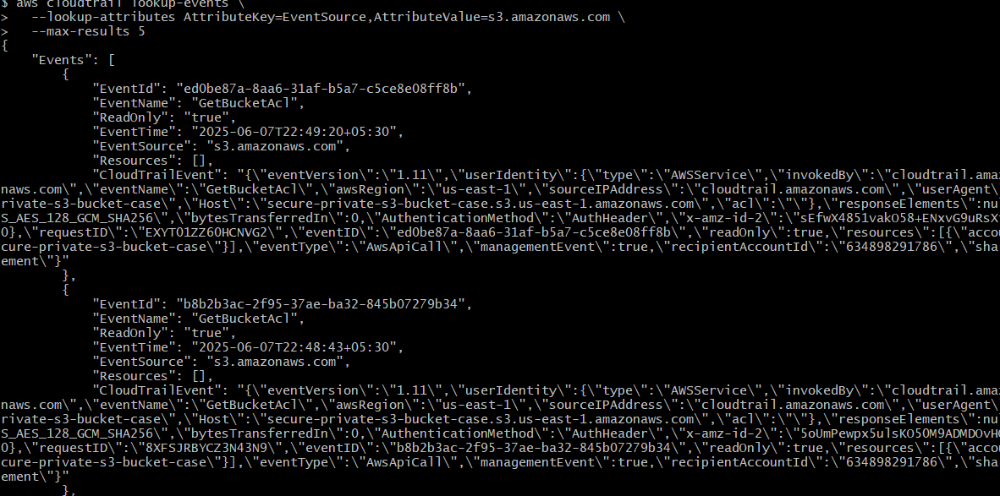 $ aws cloudtrail lookup-events \
>   --lookup-attributes AttributeKey=EventSource,AttributeValue=s3.amazonaws.com \
>   --max-results 5
{
    "Events": [
        {
            "EventId": "ed0be87a-8aa6-31af-b5a7-c5ce8e08ff8b",
            "EventName": "GetBucketAcl",
            "ReadOnly": "true",
            "EventTime": "2025-06-07T22:49:20+05:30",
            "EventSource": "s3.amazonaws.com",
            "Resources": [],
            "CloudTrailEvent": "{\"eventVersion\":\"1.11\",\"userIdentity\":{\"type\":\"AWSService\",\"invokedBy\":\"cloudtrail.ama
naws.com\",\"eventName\":\"GetBucketAcl\",\"awsRegion\":\"us-east-1\",\"sourceIPAddress\":\"cloudtrail.amazonaws.com\",\"userAgent\
rivate-s3-bucket-case\",\"Host\":\"secure-private-s3-bucket-case.s3.us-east-1.amazonaws.com\",\"acl\":\"\"},\"responseElements\":nul
S_AES_128_GCM_SHA256\",\"bytesTransferredIn\":0,\"AuthenticationMethod\":\"AuthHeader\",\"x-amz-id-2\":\"sEfwX4851vakO58+ENxvG9uRsX
0},\"requestID\":\"EXYTO1ZZ6OHCNVG2\",\"eventID\":\"ed0be87a-8aa6-31af-b5a7-c5ce8e08ff8b\",\"readOnly\":true,\"resources\":[{\"acco
cure-private-s3-bucket-case\"}],\"eventType\":\"AwsApiCall\",\"managementEvent\":true,\"recipientAccountId\":\"634898291786\",\"sha
ement\"}"
        },
        {
            "EventId": "b8b2b3ac-2f95-37ae-ba32-845b07279b34",
            "EventName": "GetBucketAcl",
            "ReadOnly": "true",
            "EventTime": "2025-06-07T22:48:43+05:30",
            "EventSource": "s3.amazonaws.com",
            "Resources": [],
            "CloudTrailEvent": "{\"eventVersion\":\"1.11\",\"userIdentity\":{\"type\":\"AWSService\",\"invokedBy\":\"cloudtrail.ama
naws.com\",\"eventName\":\"GetBucketAcl\",\"awsRegion\":\"us-east-1\",\"sourceIPAddress\":\"cloudtrail.amazonaws.com\",\"userAgent\
rivate-s3-bucket-case\",\"Host\":\"secure-private-s3-bucket-case.s3.us-east-1.amazonaws.com\",\"acl\":\"\"},\"responseElements\":nul
S_AES_128_GCM_SHA256\",\"bytesTransferredIn\":0,\"AuthenticationMethod\":\"AuthHeader\",\"x-amz-id-2\":\"5oUmPewpx5ulsKO5OM9ADMDOvH
0},\"requestID\":\"8XFSJRBYCZ3N43N9\",\"eventID\":\"b8b2b3ac-2f95-37ae-ba32-845b07279b34\",\"readOnly\":true,\"resources\":[{\"acco
cure-private-s3-bucket-case\"}],\"eventType\":\"AwsApiCall\",\"managementEvent\":true,\"recipientAccountId\":\"634898291786\",\"sha
ement\"}"
        },